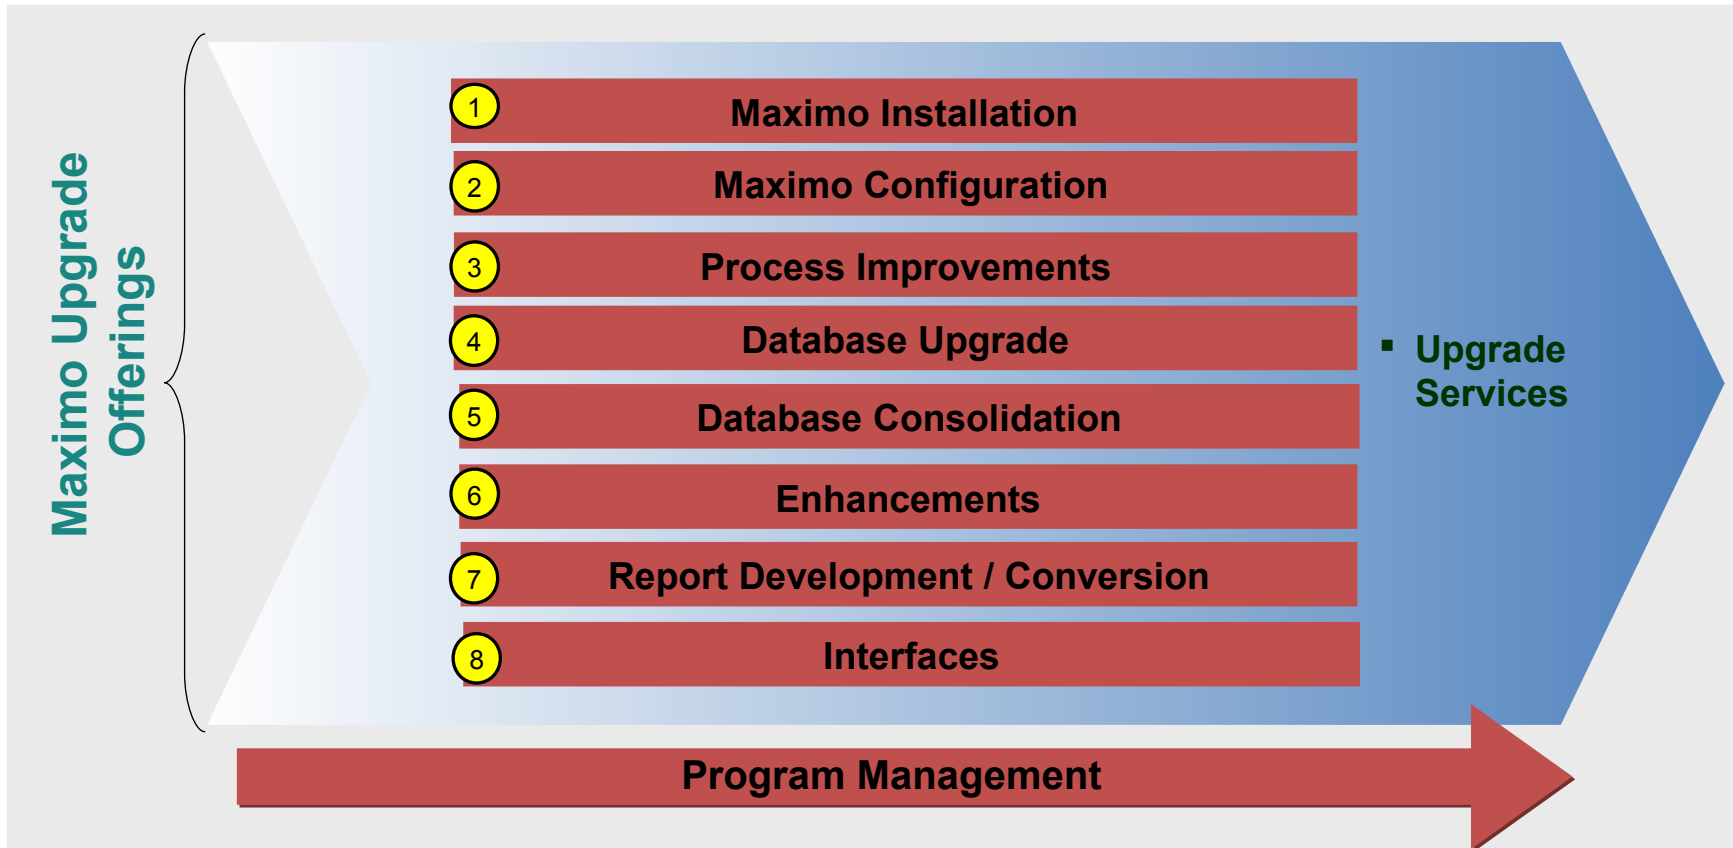 Maximo Upgrade
Offerings
1
Maximo Installation
2
Maximo Configuration
3
Process Improvements
4
Database Upgrade
5
Database Consolidation
6
Enhancements
7
Report Development / Conversion
8
Interfaces
▪ Upgrade
Services
Program Management